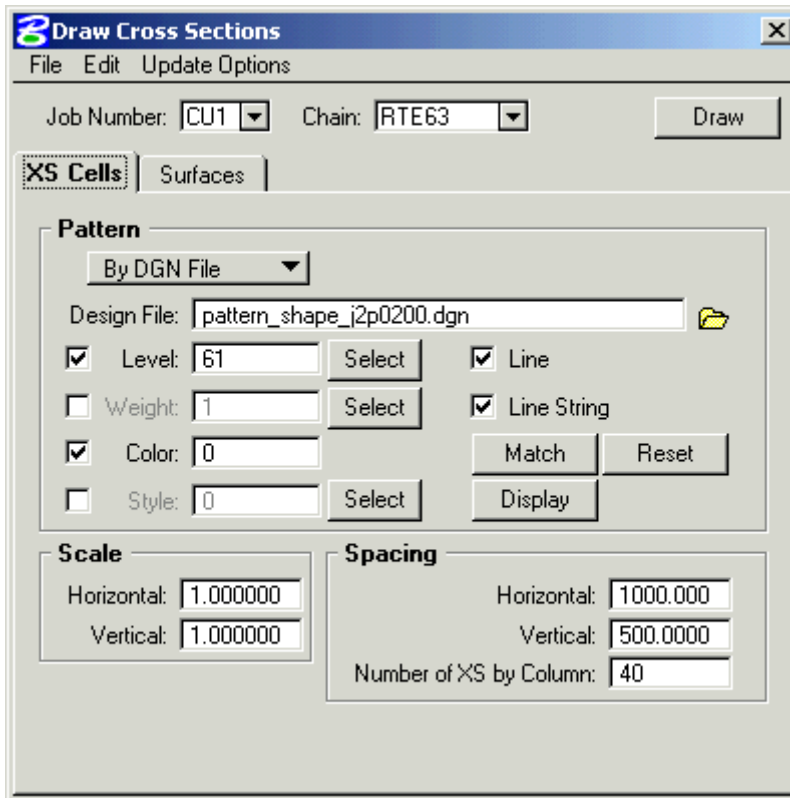 Draw Cross Sections
File Edit Update Options
Job Number: CU1 Chain: RTE63 Draw
XS Cells Surfaces
Pattern
By DGN File
Design File: pattern_shape_j2p0200.dgn
Level: 61 Select Line
Weight: 1 Select Line String
Color: 0 Match Reset
Style: 0 Select Display
Scale Spacing
Horizontal: 1.000000 Horizontal: 1000.000
Vertical: 1.000000 Vertical: 500.0000
Number of XS by Column: 40